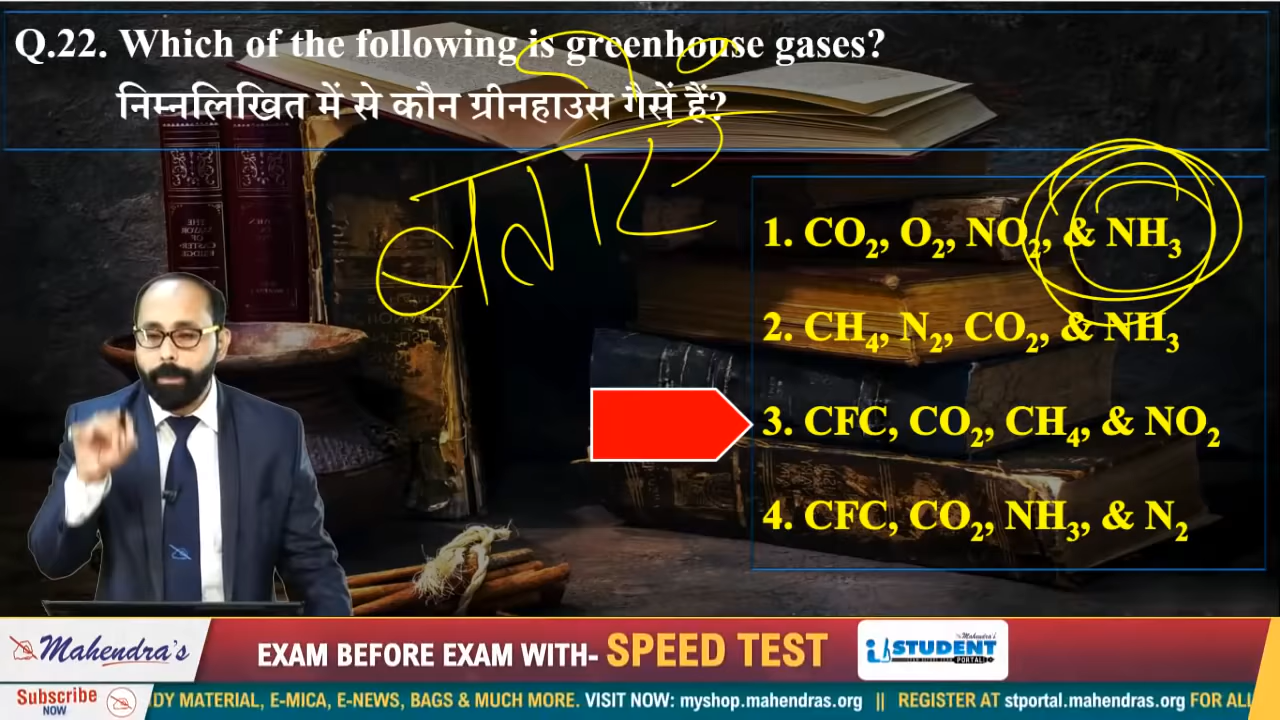 Q.22. Which of the following is greenhouse gases?
निम्नलिखित में से कौन ग्रीनहाउस गैसें हैं?
1. CO₂, O₂, NO₂, & NH₃
2. CH₄, N₂, CO₂, & NH₃
3. CFC, CO₂, CH₄, & NO₂
4. CFC, CO₂, NH₃, & N₂
Mahendra's
EXAM BEFORE EXAM WITH- SPEED TEST
Mahendra's
STUDENT
PORTAL
Subscribe
NOW
DY MATERIAL, E-MICA, E-NEWS, BAGS & MUCH MORE. VISIT NOW: myshop.mahendras.org || REGISTER AT stportal.mahendras.org FOR ALL